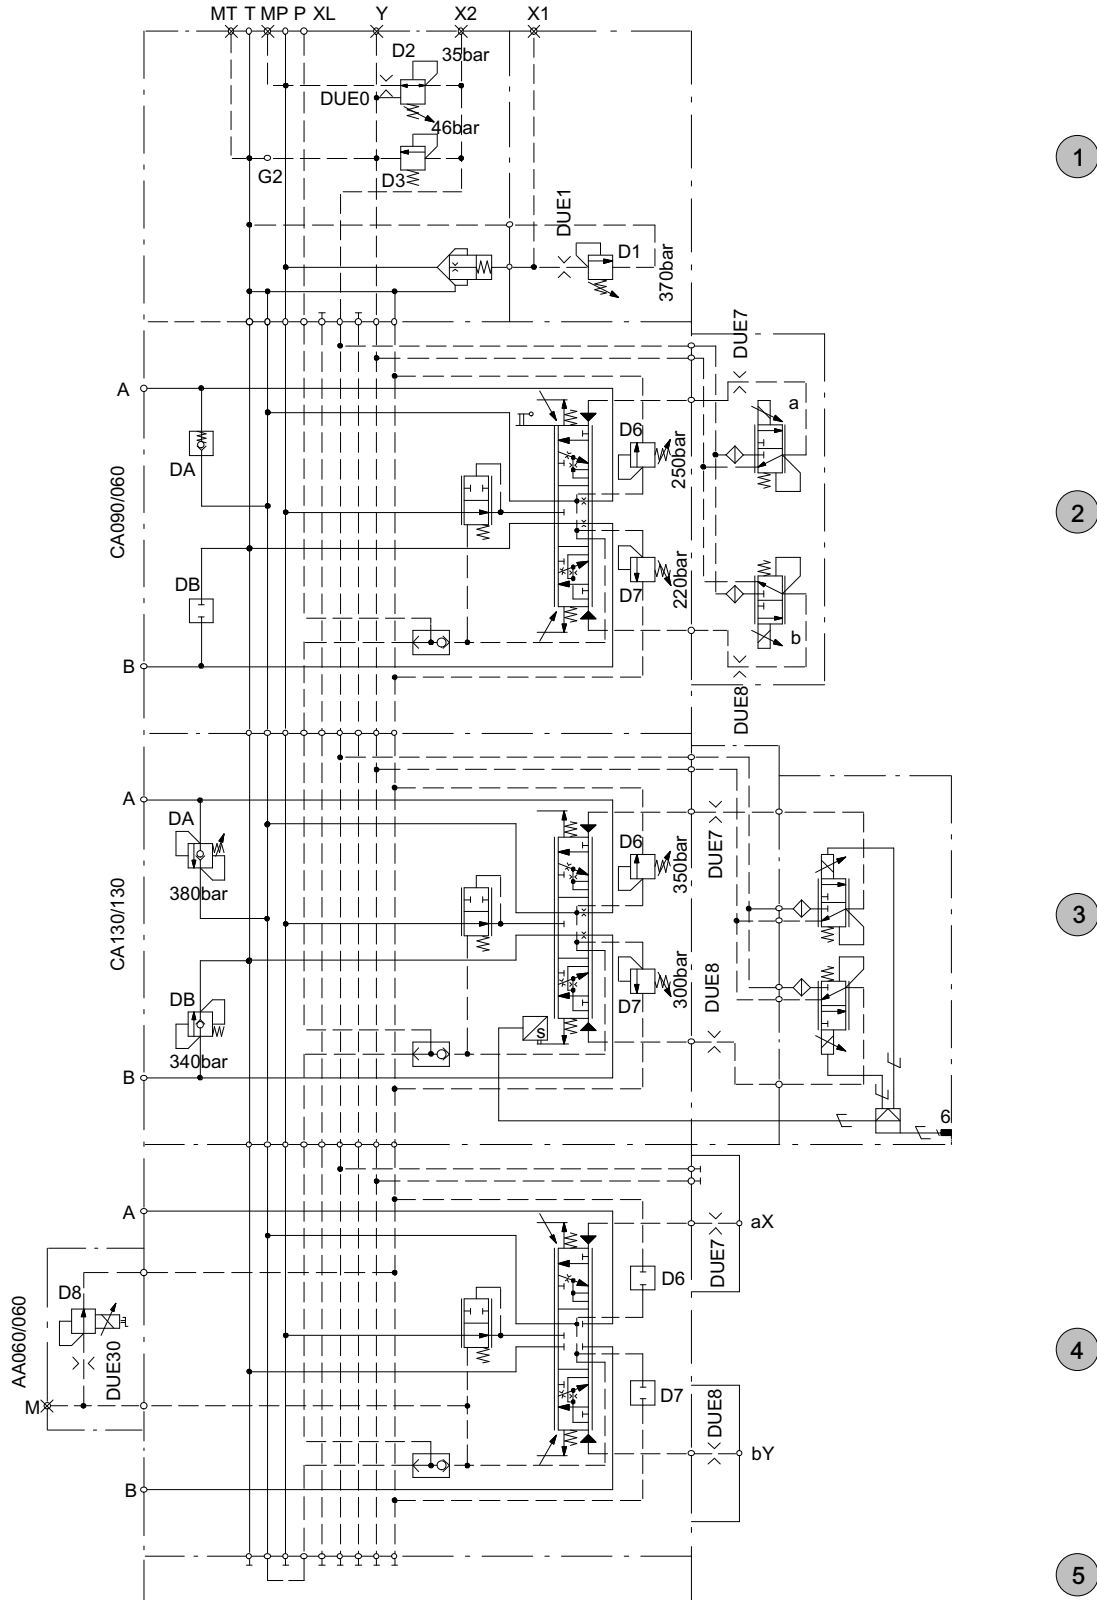 MT T MP P XL Y X2 X1
D2 35bar
DUE0
46bar
1
G2 D3
DUE1
D1
370bar
DUE7
A
a
D6
250bar
DA
CA090/060
2
DB
D7
220bar
b
B
DUE8
A
DA
D6
350bar
DUE7
380bar
CA130/130
3
DB
D7
300bar
DUE8
s
340bar
B
6
A
aX
DUE7
D8
D6
AA060/060
DUE30
4
D7
DUE8
M
bY
B
5